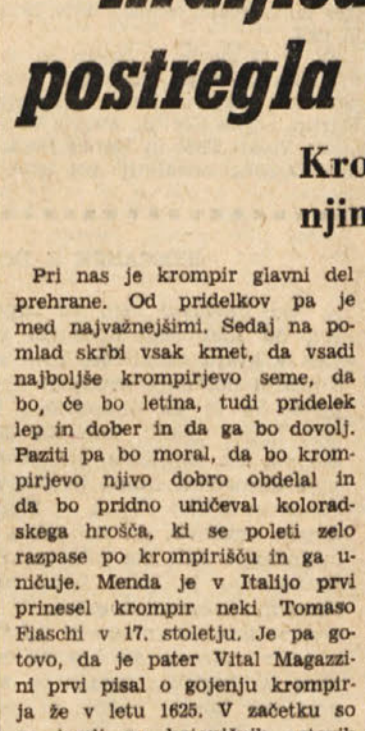 postregla
Kro
njin
Pri nas je krompir glavni del
prehrane. Od pridelkov pa je
med najvažnejšimi. Sedaj na po-
mlad skrbi vsak kmet, da vsadi
najboljše krompirjevo seme, da
bo, če bo letina, tudi pridelek
lep in dober in da ga bo dovolj.
Paziti pa bo moral, da bo krom-
pirjevo njivo dobro obdelal in
da bo pridno uničeval kolorad-
skega hrošča, ki se poleti zelo
razpase po krompirišču in ga u-
ničuje. Menda je v Italijo prvi
prinesel krompir neki Tomaso
Fiaschi v 17. stoletju. Je pa go-
tovo, da je pater Vital Magazzi-
ni prvi pisal o gojenju krompir-
ja že v letu 1625. V začetku so